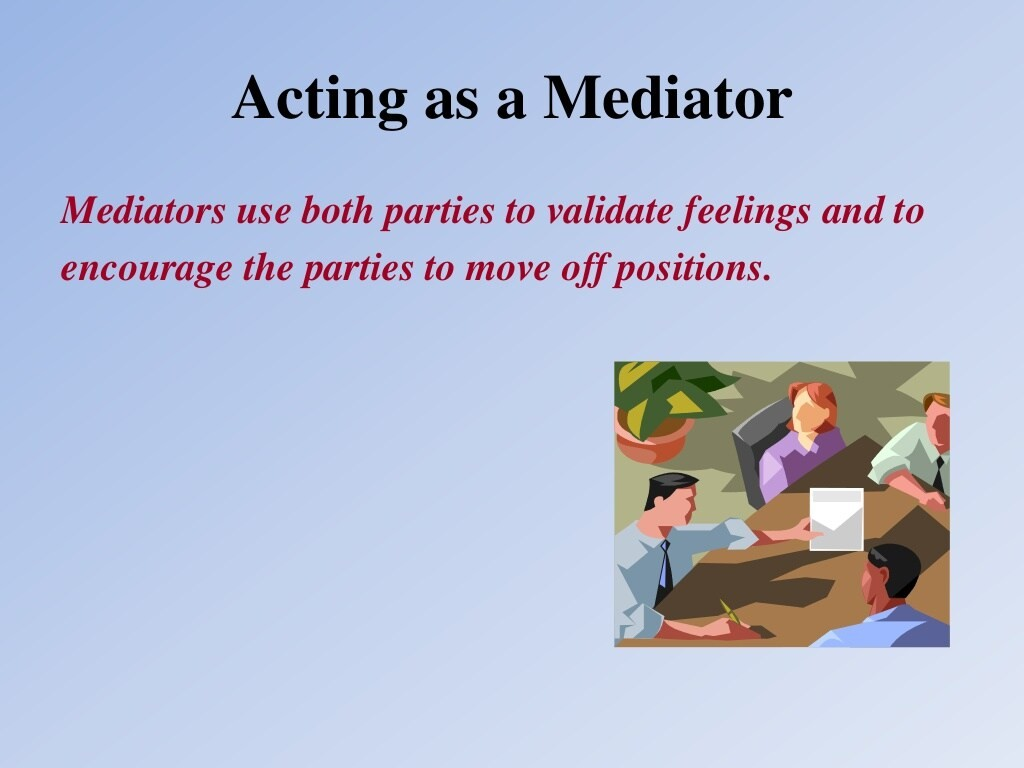 Acting as a Mediator
Mediators use both parties to validate feelings and to
encourage the parties to move off positions.